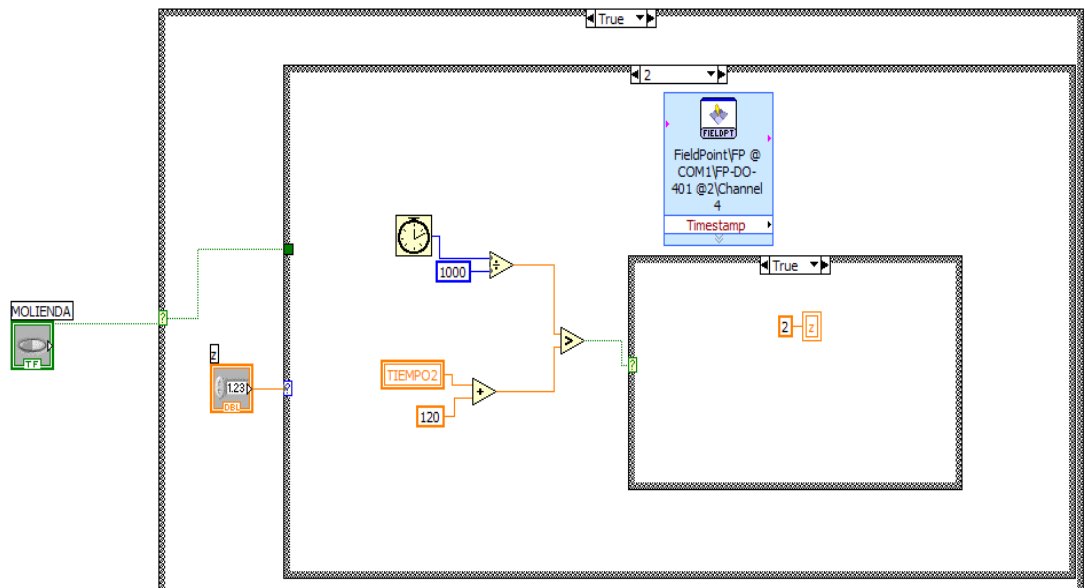 True
2
FIELDPT
FieldPoint\FP @
COM1\FP-DO-
401 @2\Channel
4
Timestamp
1000
True
MOLIENDA
?
TF
z
1.23
DBL
?
TIEMPO2
120
÷
+
>
?
2
z